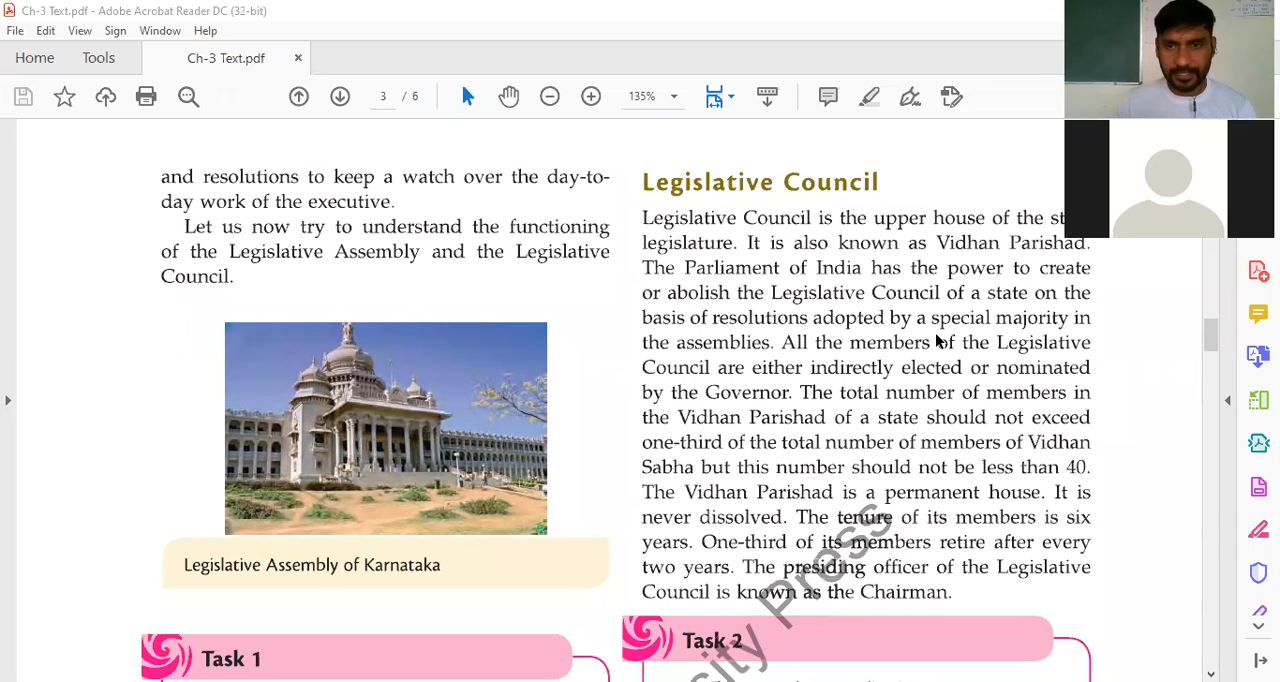 Ch-3 Text.pdf - Adobe Acrobat Reader DC (32-bit)
File Edit View Sign Window Help
Home Tools Ch-3 Text.pdf ×
3 / 6 135%
and resolutions to keep a watch over the day-to-
day work of the executive.
Let us now try to understand the functioning
of the Legislative Assembly and the Legislative
Council.
Legislative Assembly of Karnataka
Task 1
Legislative Council
Legislative Council is the upper house of the st
legislature. It is also known as Vidhan Parishad.
The Parliament of India has the power to create
or abolish the Legislative Council of a state on the
basis of resolutions adopted by a special majority in
the assemblies. All the members of the Legislative
Council are either indirectly elected or nominated
by the Governor. The total number of members in
the Vidhan Parishad of a state should not exceed
one-third of the total number of members of Vidhan
Sabha but this number should not be less than 40.
The Vidhan Parishad is a permanent house. It is
never dissolved. The tenure of its members is six
years. One-third of its members retire after every
two years. The presiding officer of the Legislative
Council is known as the Chairman.
Task 2
sity Press